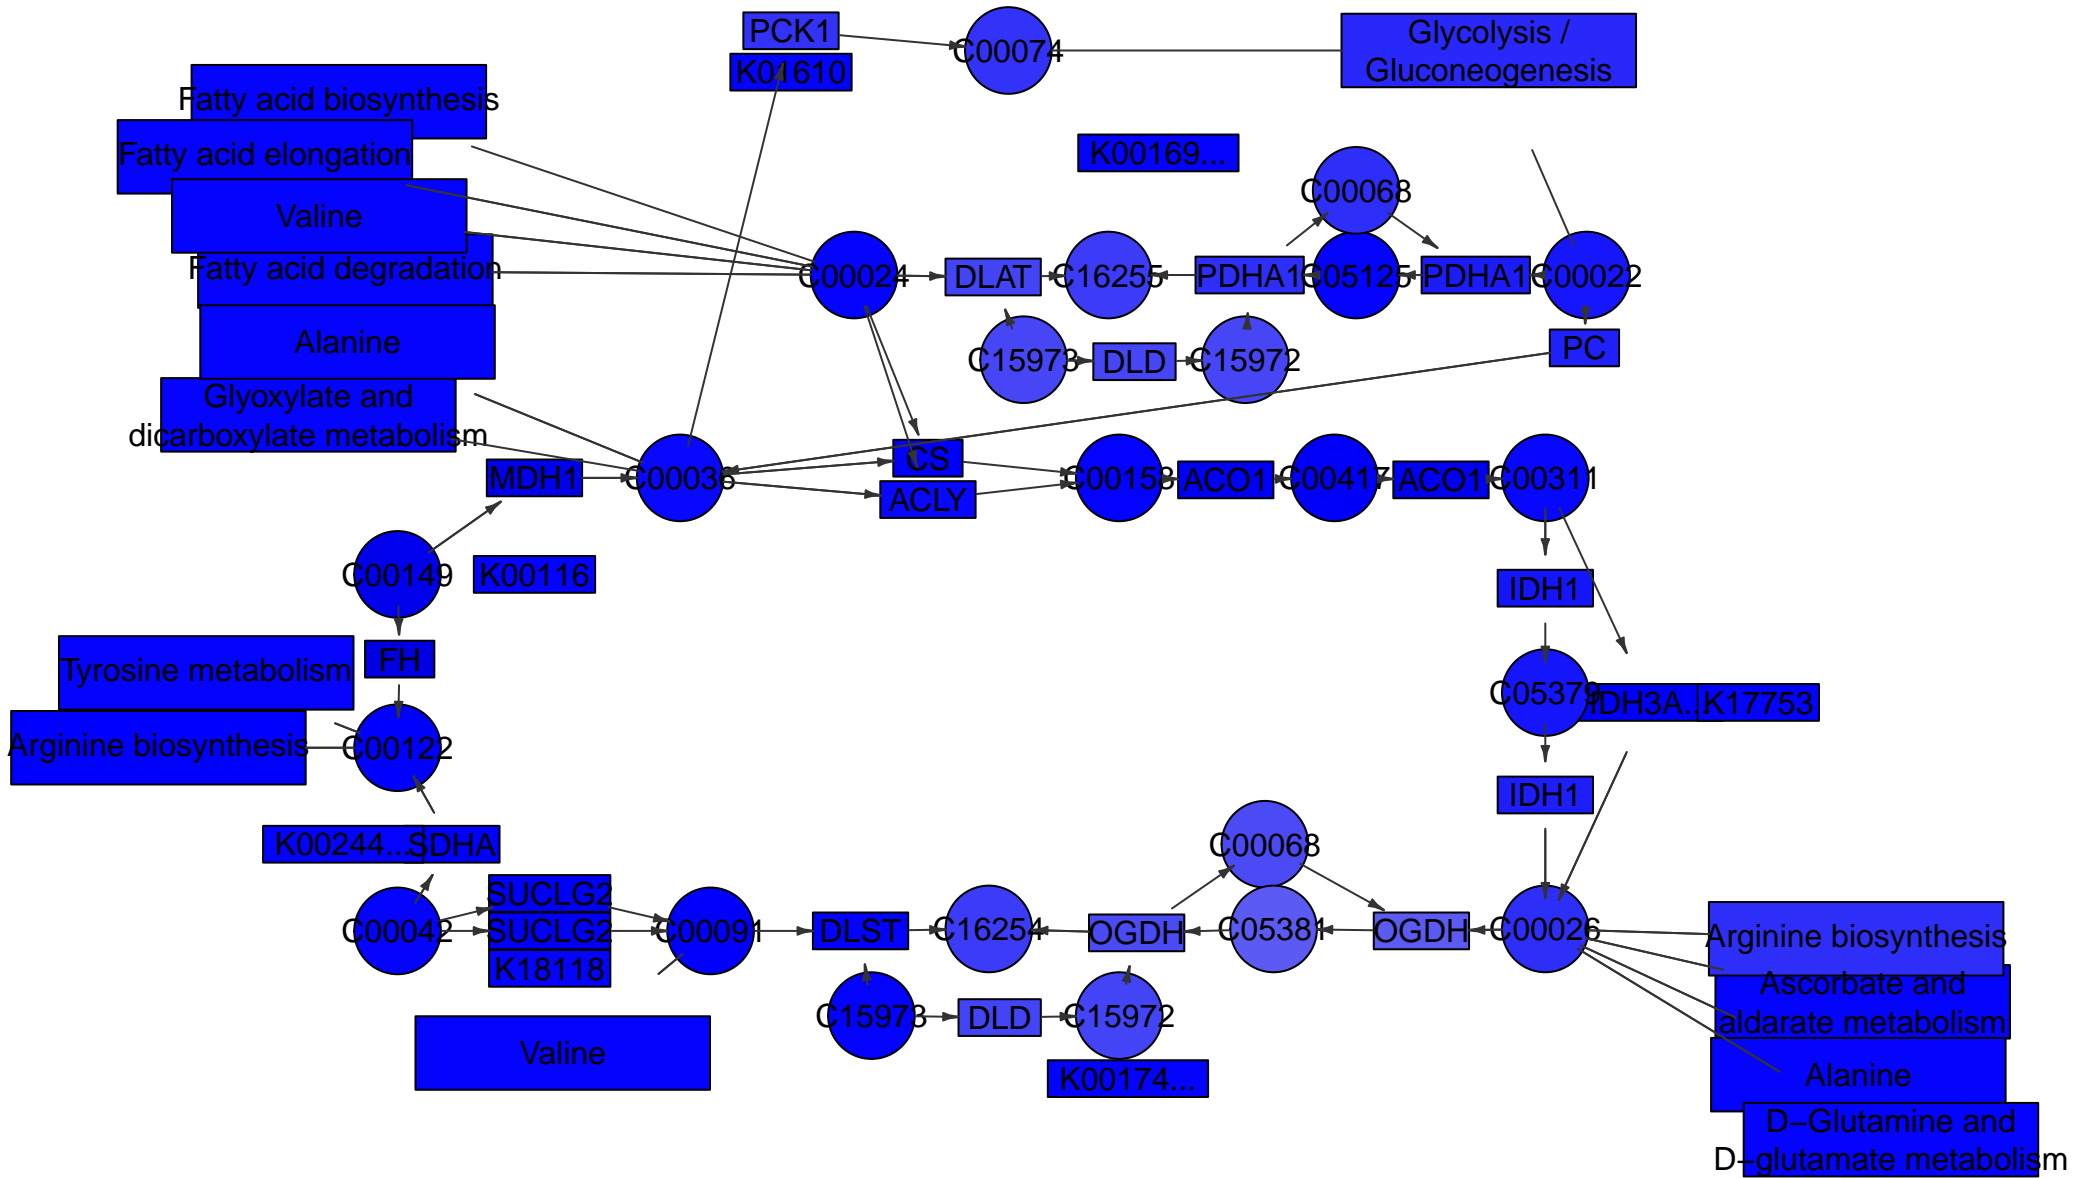 PCK1
C00074
Glycolysis /
Gluconeogenesis
K01610
Fatty acid biosynthesis
Fatty acid elongation
K00169...
C00068
Valine
Fatty acid degradation
C00024
DLAT
C16255
PDHA1
C05125
PDHA1
C00022
Alanine
C15973
DLD
C15972
PC
Glyoxylate and
dicarboxylate metabolism
MDH1
C00036
CS
ACLY
C00158
ACO1
C00417
ACO1
C00311
C00149
K00116
IDH1
Tyrosine metabolism
FH
C05379
IDH3A...
K17753
Arginine biosynthesis
C00122
IDH1
K00244...
SDHA
C00068
SUCLG2
C00042
SUCLG2
K18118
C00091
DLST
C16254
OGDH
C05381
OGDH
C00026
Arginine biosynthesis
Ascorbate and
aldarate metabolism
C15973
DLD
C15972
Valine
K00174...
Alanine
D–Glutamine and
D–glutamate metabolism